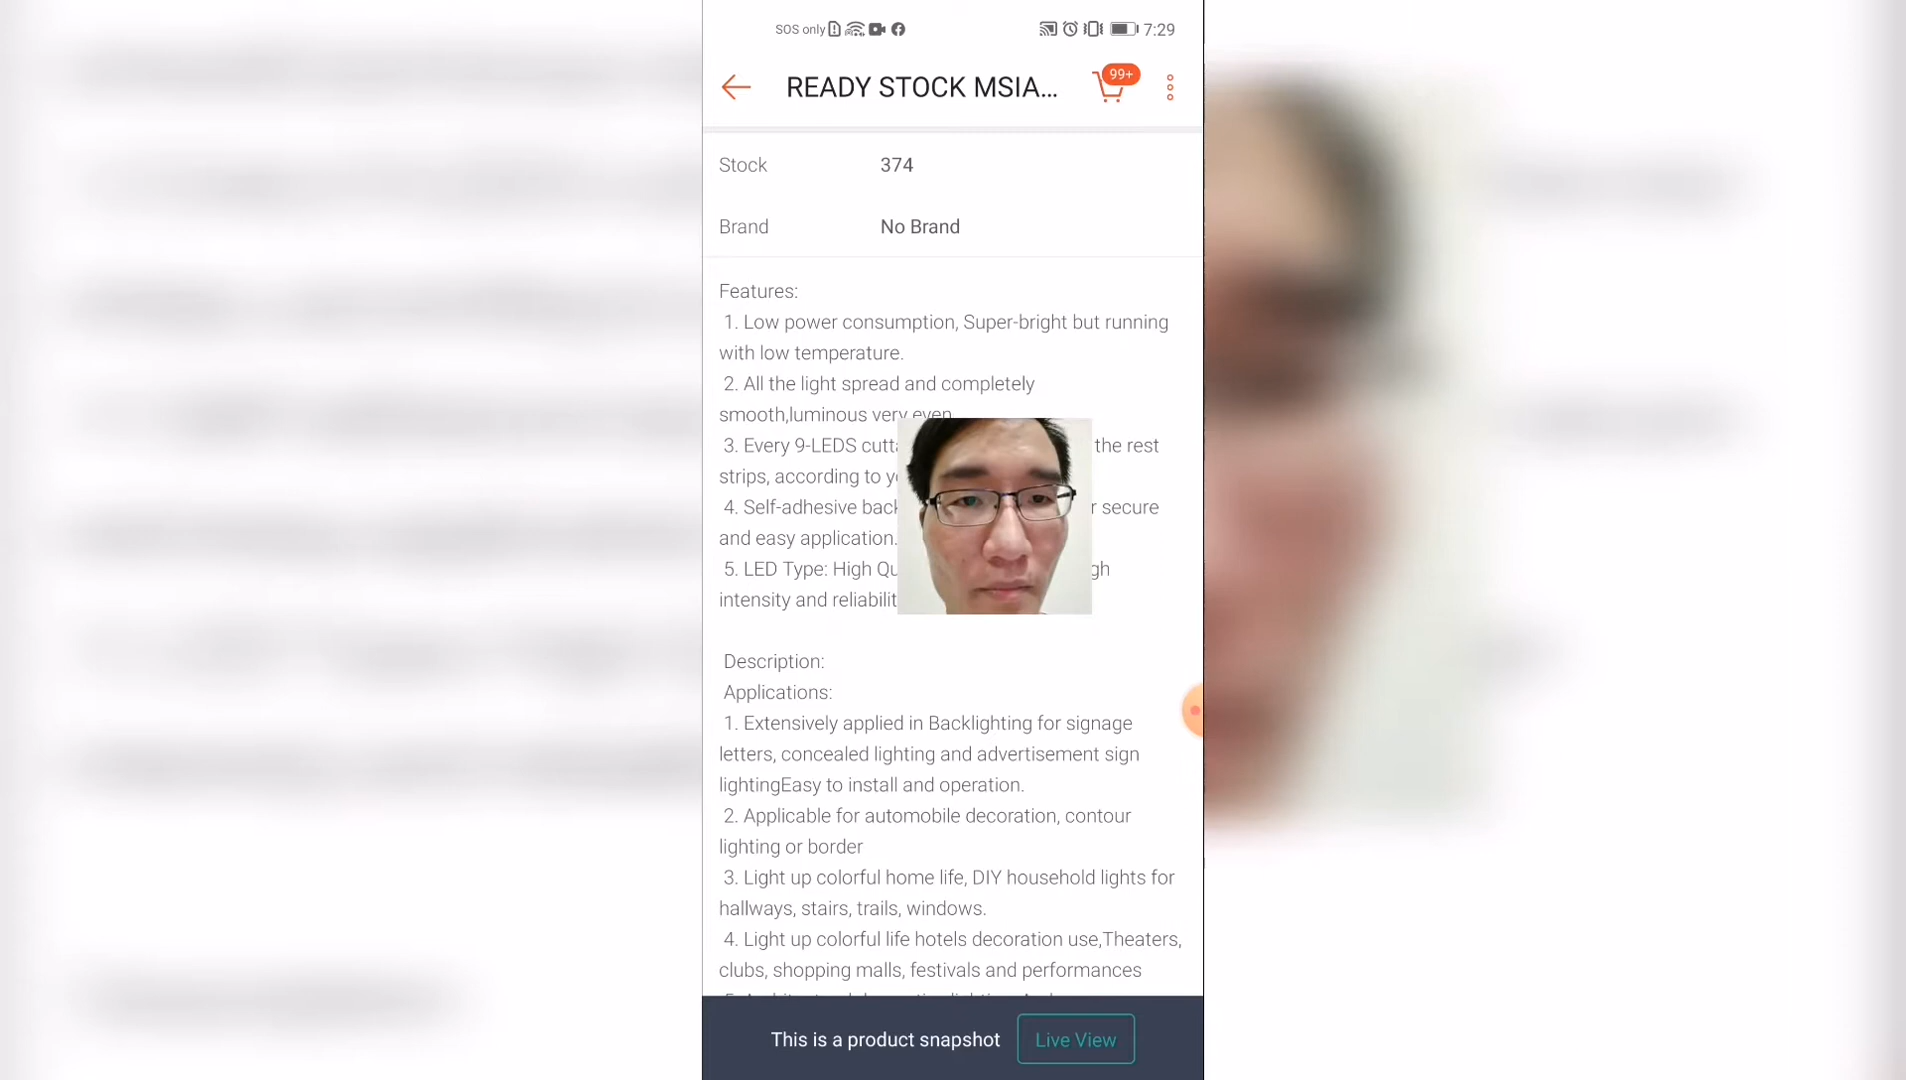 SOS only 7:29
READY STOCK MSIA... 99+
Stock 374
Brand No Brand
Features:
1. Low power consumption, Super-bright but running
with low temperature.
2. All the light spread and completely
smooth,luminous very even
3. Every 9-LEDS the rest
strips, according to
4. Self-adhesive secure
and easy application.
5. LED Type: High
intensity and
Description:
Applications:
1. Extensively applied in Backlighting for signage
letters, concealed lighting and advertisement sign
lightingEasy to install and operation.
2. Applicable for automobile decoration, contour
lighting or border
3. Light up colorful home life, DIY household lights for
hallways, stairs, trails, windows.
4. Light up colorful life hotels decoration use,Theaters,
clubs, shopping malls, festivals and performances
This is a product snapshot Live View